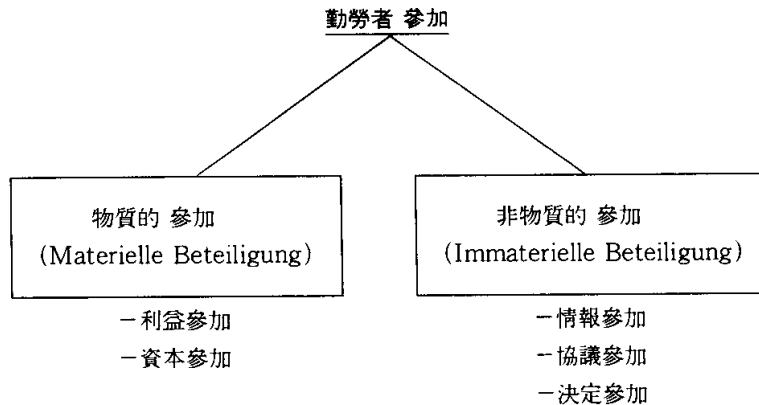 勤勞者 參加
物質的 參加
(Materielle Beteiligung)
－利益參加
－資本參加
非物質的 參加
(Immaterielle Beteiligung)
－情報參加
－協議參加
－決定參加